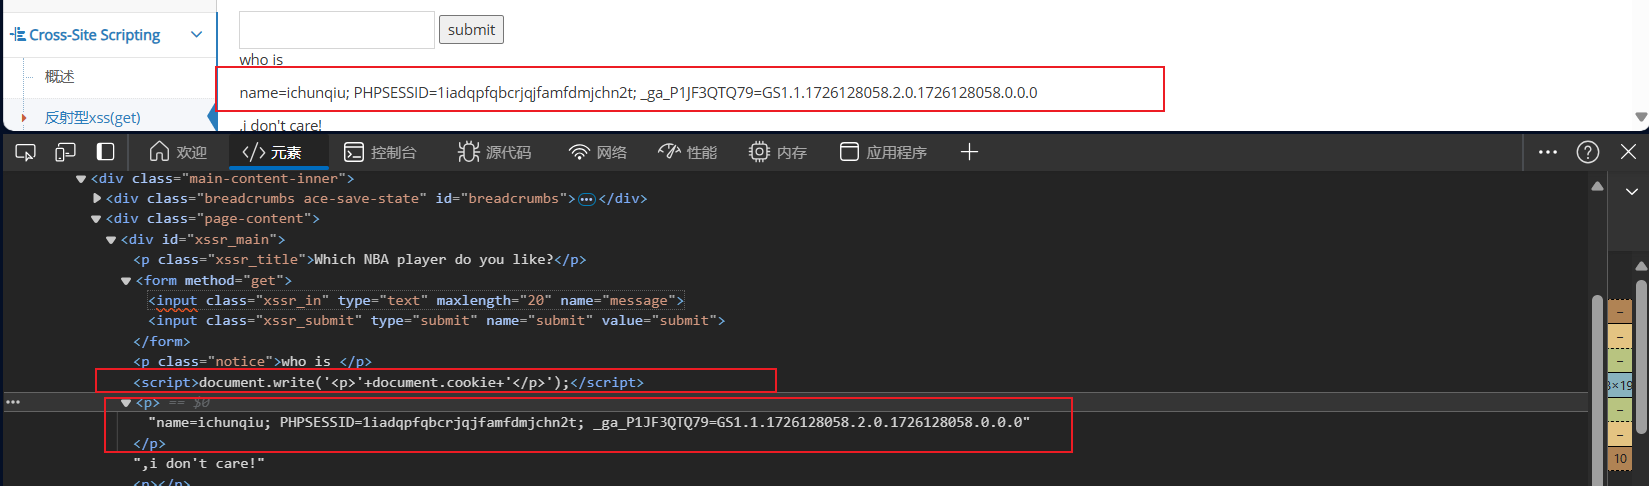 submit
Cross-Site Scripting
who is
概述
name=ichunqiu; PHPSESSID=1iadqpfqbcrjqjfamfdmjchn2t; _ga_P1JF3QTQ79=GS1.1.1726128058.2.0.1726128058.0.0.0
反射型xss(get)
,i don't care!
欢迎 </> 元素 控制台 源代码 网络 性能 内存 应用程序 + ... ?
<div class="main-content-inner">
<div class="breadcrumbs ace-save-state" id="breadcrumbs">...</div>
<div class="page-content">
<div id="xssr_main">
<p class="xssr_title">Which NBA player do you like?</p>
<form method="get">
<input class="xssr_in" type="text" maxlength="20" name="message">
<input class="xssr_submit" type="submit" name="submit" value="submit">
</form>
<p class="notice">who is </p>
<script>document.write('<p>'+document.cookie+'</p>');</script>
... <p> == $0
"name=ichunqiu; PHPSESSID=1iadqpfqbcrjqjfamfdmjchn2t; _ga_P1JF3QTQ79=GS1.1.1726128058.2.0.1726128058.0.0.0"
</p>
",i don't care!"
<p></p>
–
–
–
×19
–
–
–
10